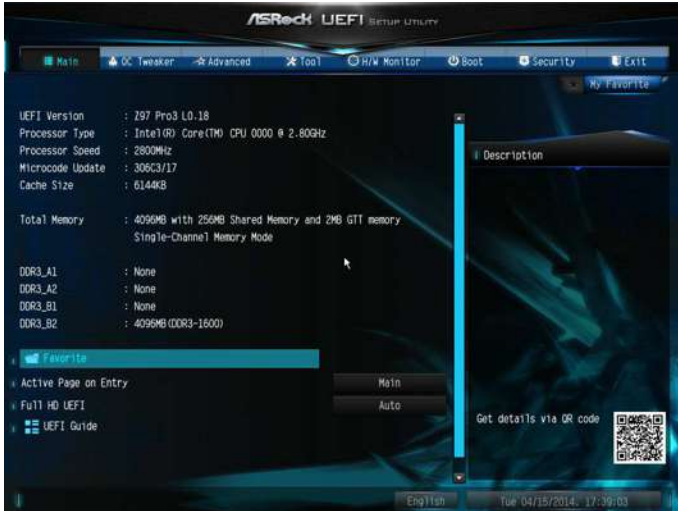 ASRock UEFI SETUP UTILITY
Main OC Tweaker Advanced Tool H/W Monitor Boot Security Exit
My Favorite
UEFI Version : Z97 Pro3 L0.18
Processor Type : Intel(R) Core(TM) CPU 0000 @ 2.80GHz
Processor Speed : 2800MHz
Microcode Update : 306C3/17
Cache Size : 6144KB
Description
Total Memory : 4096MB with 256MB Shared Memory and 2MB GTT memory
Single-Channel Memory Mode
DDR3_A1 : None
DDR3_A2 : None
DDR3_B1 : None
DDR3_B2 : 4096MB(DDR3-1600)
Favorite
Active Page on Entry Main
Full HD UEFI Auto
UEFI Guide
Get details via QR code
English Tue 04/15/2014, 17:39:03